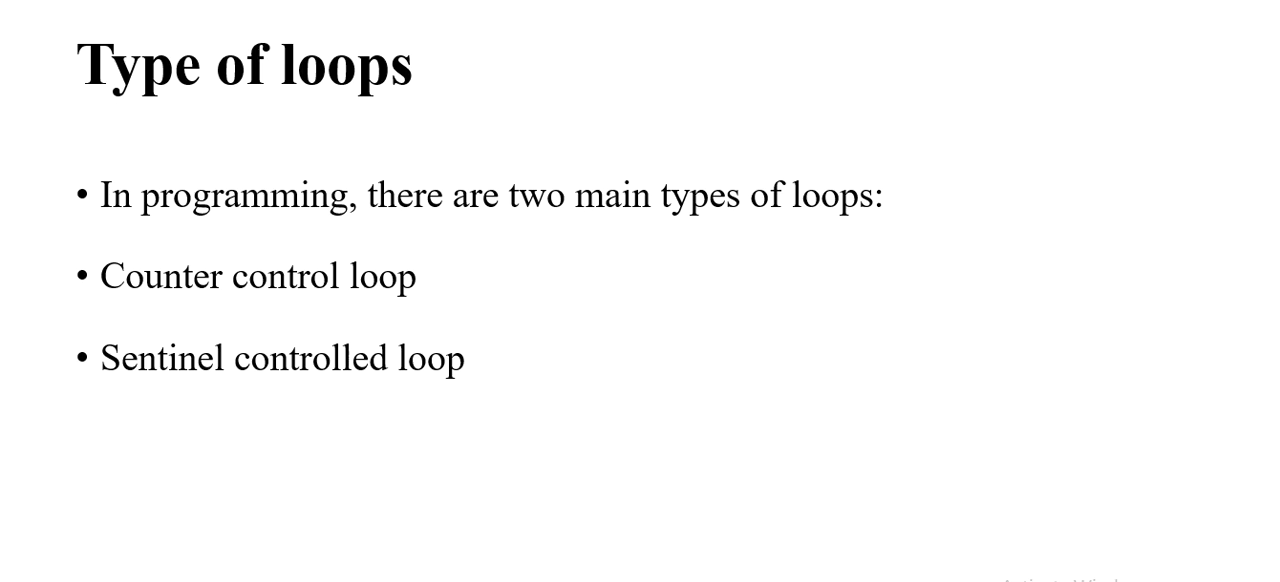 Type of loops
• In programming, there are two main types of loops:
• Counter control loop
• Sentinel controlled loop